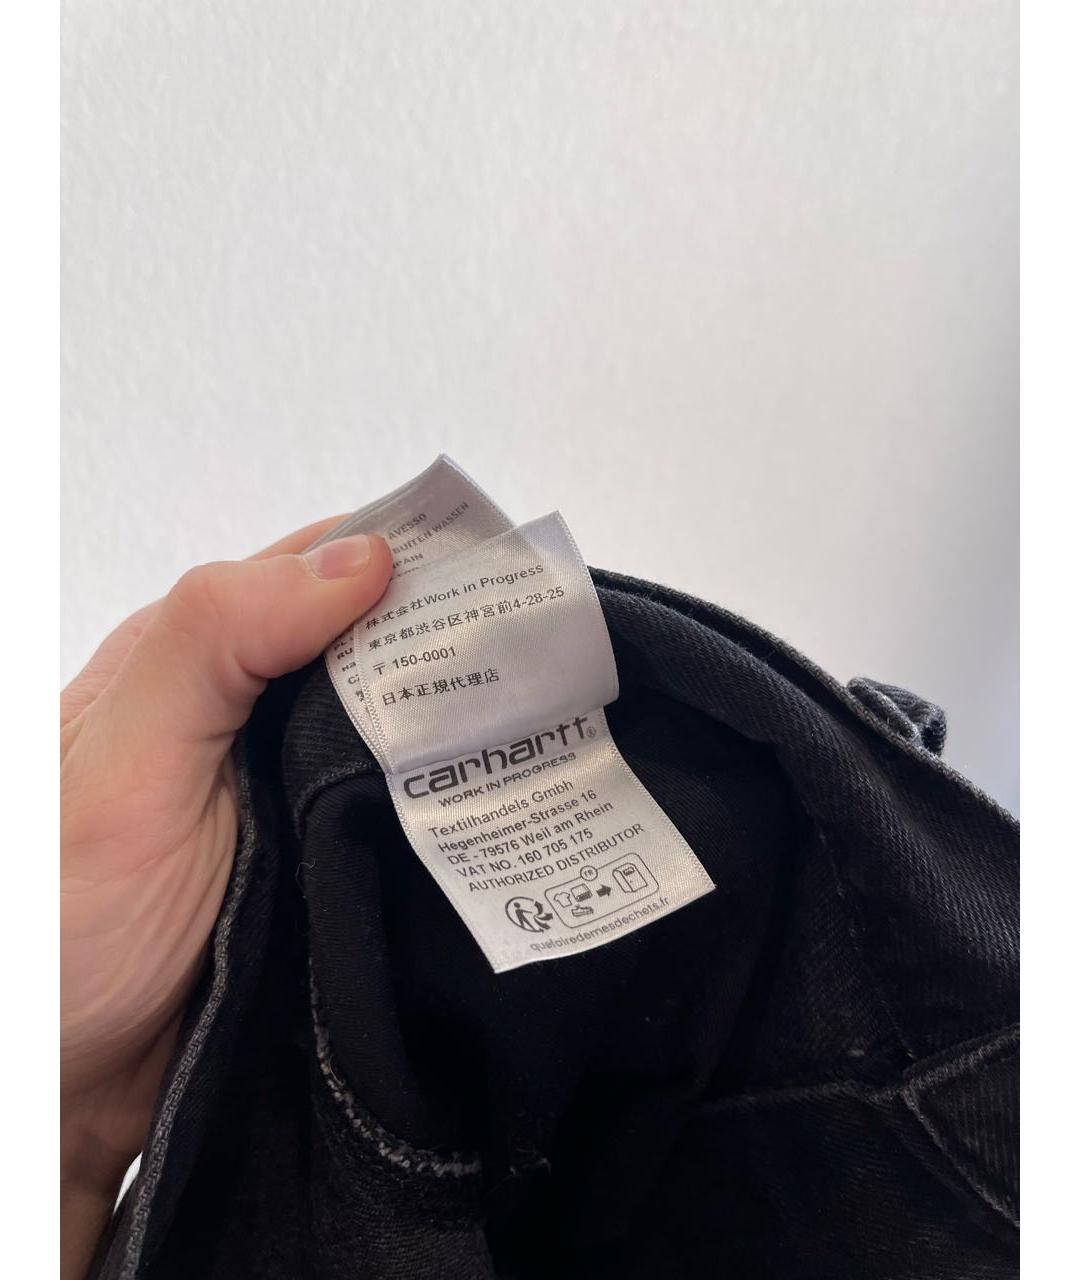 AVESSO
BUITEN WASSEN
株式会社Work in Progress
東京都渋谷区神宮前4-28-25
〒 150-0001
日本正規代理店
carhartt®
WORK IN PROGRESS
Textilhandels Gmbh
Hegenheimer-Strasse 16
DE - 79576 Weil am Rhein
VAT NO. 160 705 175
AUTHORIZED DISTRIBUTOR
FR
quefairedemesdechets.fr